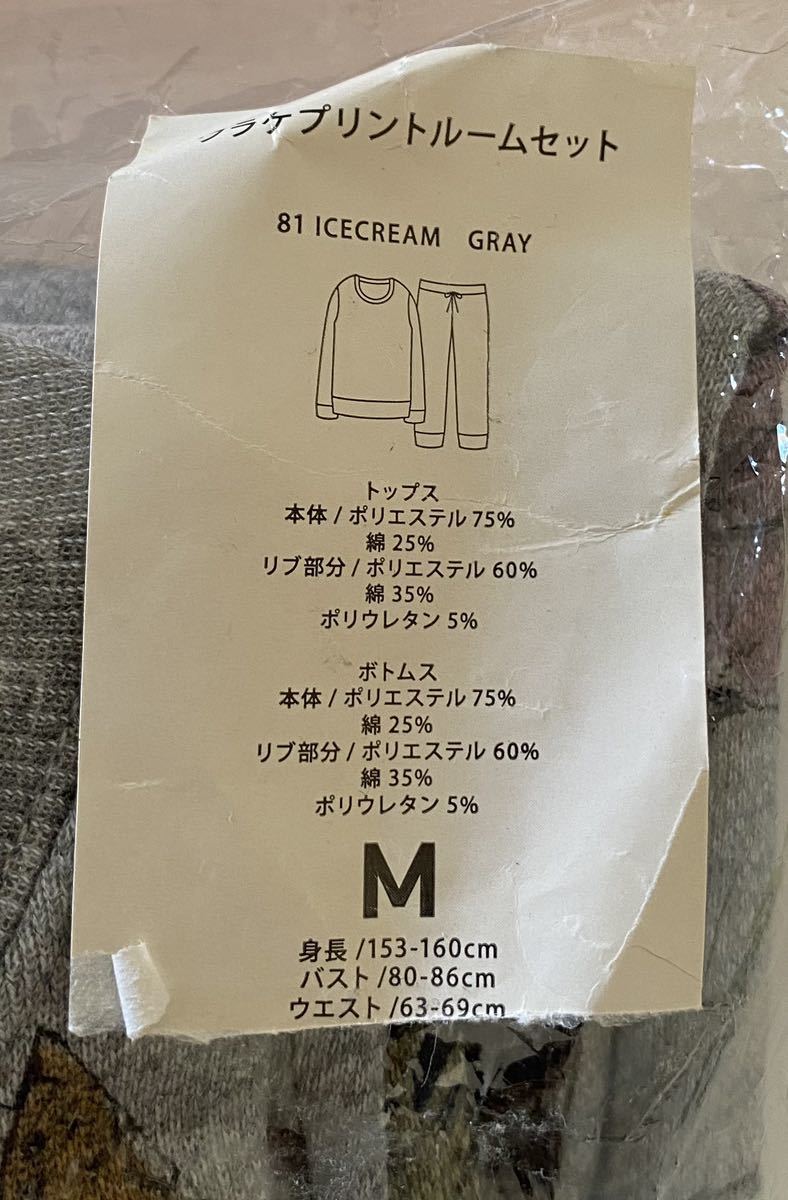 ウラケプリントルームセット
81 ICECREAM GRAY
トップス
本体 / ポリエステル 75%
綿 25%
リブ部分 / ポリエステル 60%
綿 35%
ポリウレタン 5%
ボトムス
本体 / ポリエステル 75%
綿 25%
リブ部分 / ポリエステル 60%
綿 35%
ポリウレタン 5%
M
身長 /153-160cm
バスト /80-86cm
ウエスト /63-69cm